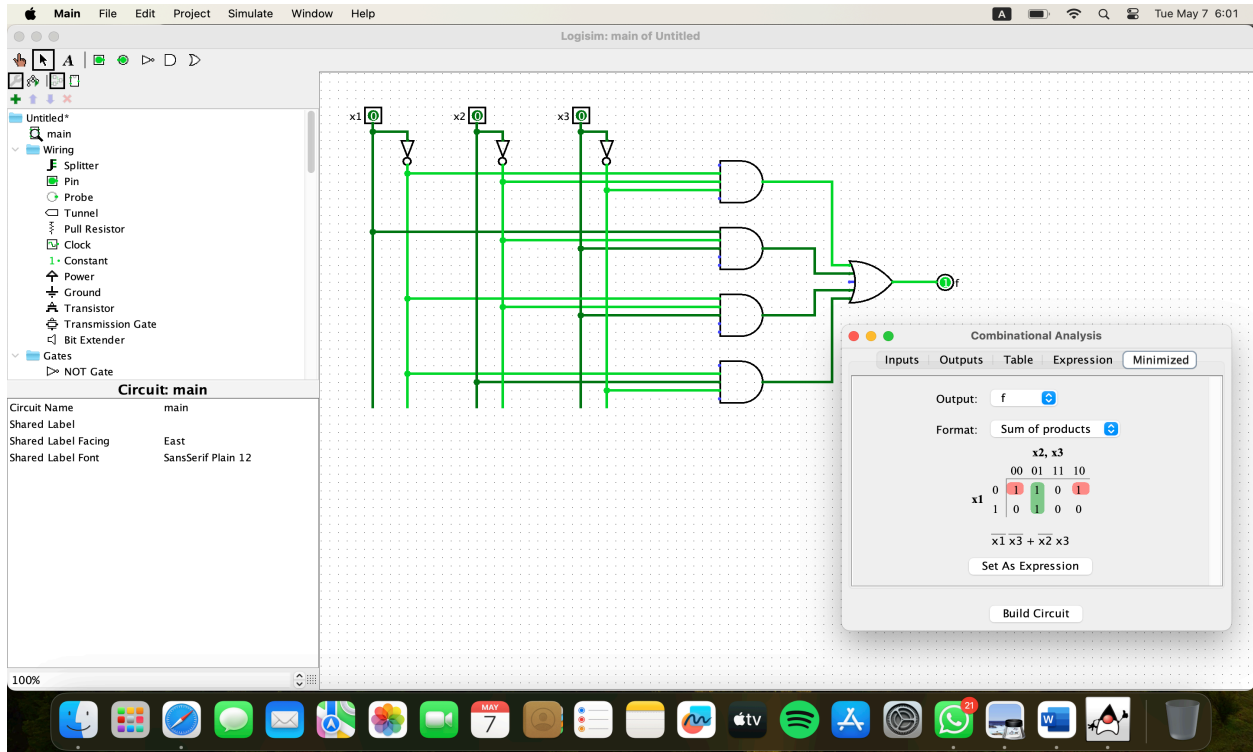 Main File Edit Project Simulate Window Help A Tue May 7 6:01
Logisim: main of Untitled
A
Untitled*
main
Wiring
Splitter
Pin
Probe
Tunnel
Pull Resistor
Clock
1 Constant
Power
Ground
Transistor
Transmission Gate
Bit Extender
Gates
NOT Gate
Circuit: main
Circuit Name main
Shared Label
Shared Label Facing East
Shared Label Font SansSerif Plain 12
100%
x1 0 x2 0 x3 0
1 f
Combinational Analysis
Inputs Outputs Table Expression Minimized
Output: f
Format: Sum of products
x2, x3
00 01 11 10
0 1 1 0 1
x1
1 0 1 0 0
x̅1̅ x̅3̅ + x̅2̅ x3
Set As Expression
Build Circuit
MAY
7
tv
21
W